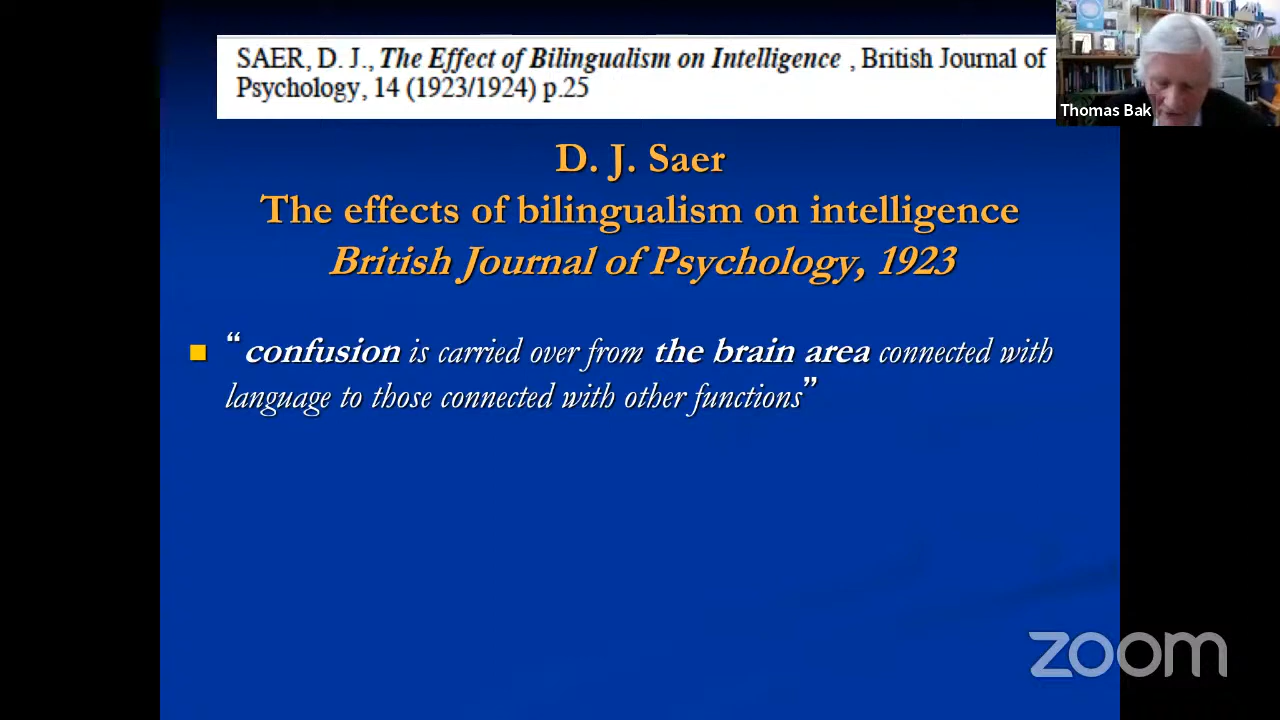 SAER, D. J., The Effect of Bilingualism on Intelligence , British Journal of
Psychology, 14 (1923/1924) p.25
Thomas Bak
D. J. Saer
The effects of bilingualism on intelligence
British Journal of Psychology, 1923
“confusion is carried over from the brain area connected with
language to those connected with other functions”
zoom